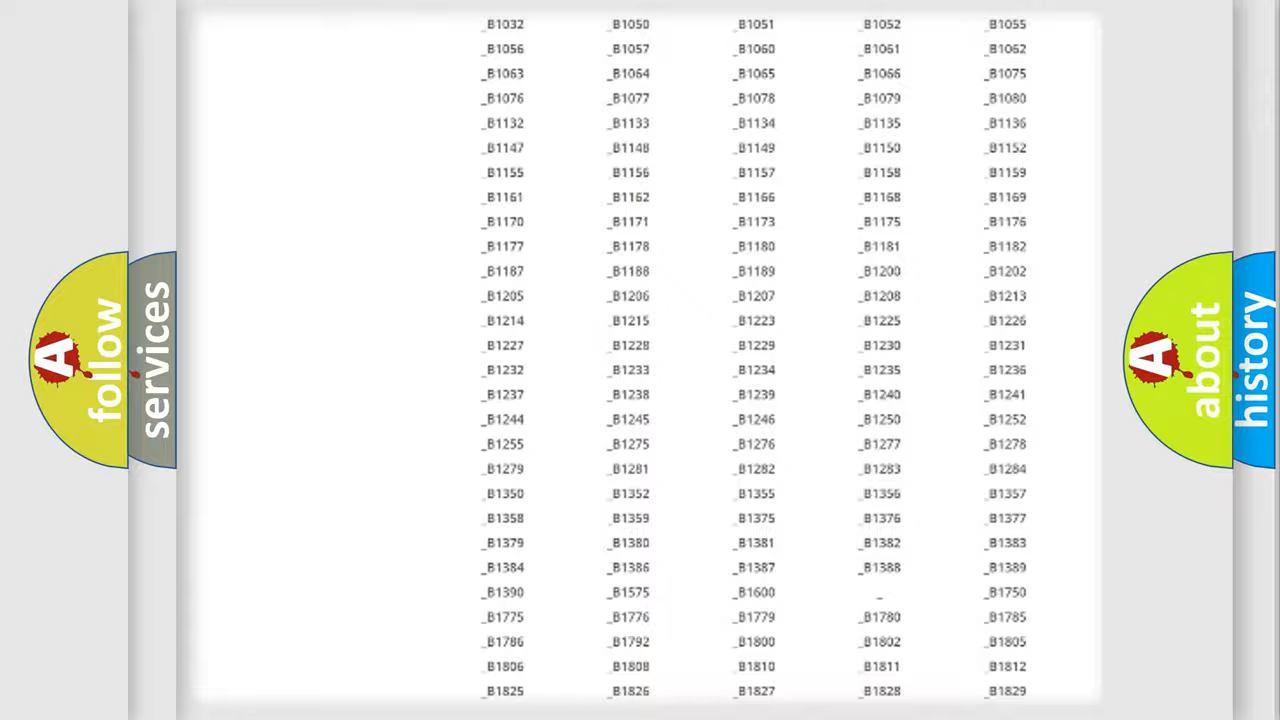 _B1032 _B1050 _B1051 _B1052 _B1055
_B1056 _B1057 _B1060 _B1061 _B1062
_B1063 _B1064 _B1065 _B1066 _B1075
_B1076 _B1077 _B1078 _B1079 _B1080
_B1132 _B1133 _B1134 _B1135 _B1136
_B1147 _B1148 _B1149 _B1150 _B1152
_B1155 _B1156 _B1157 _B1158 _B1159
_B1161 _B1162 _B1166 _B1168 _B1169
_B1170 _B1171 _B1173 _B1175 _B1176
_B1177 _B1178 _B1180 _B1181 _B1182
_B1187 _B1188 _B1189 _B1200 _B1202
_B1205 _B1206 _B1207 _B1208 _B1213
_B1214 _B1215 _B1223 _B1225 _B1226
_B1227 _B1228 _B1229 _B1230 _B1231
_B1232 _B1233 _B1234 _B1235 _B1236
_B1237 _B1238 _B1239 _B1240 _B1241
_B1244 _B1245 _B1246 _B1250 _B1252
_B1255 _B1275 _B1276 _B1277 _B1278
_B1279 _B1281 _B1282 _B1283 _B1284
_B1350 _B1352 _B1355 _B1356 _B1357
_B1358 _B1359 _B1375 _B1376 _B1377
_B1379 _B1380 _B1381 _B1382 _B1383
_B1384 _B1386 _B1387 _B1388 _B1389
_B1390 _B1575 _B1600 _ _B1750
_B1775 _B1776 _B1779 _B1780 _B1785
_B1786 _B1792 _B1800 _B1802 _B1805
_B1806 _B1808 _B1810 _B1811 _B1812
_B1825 _B1826 _B1827 _B1828 _B1829
A follow
services
A about
history